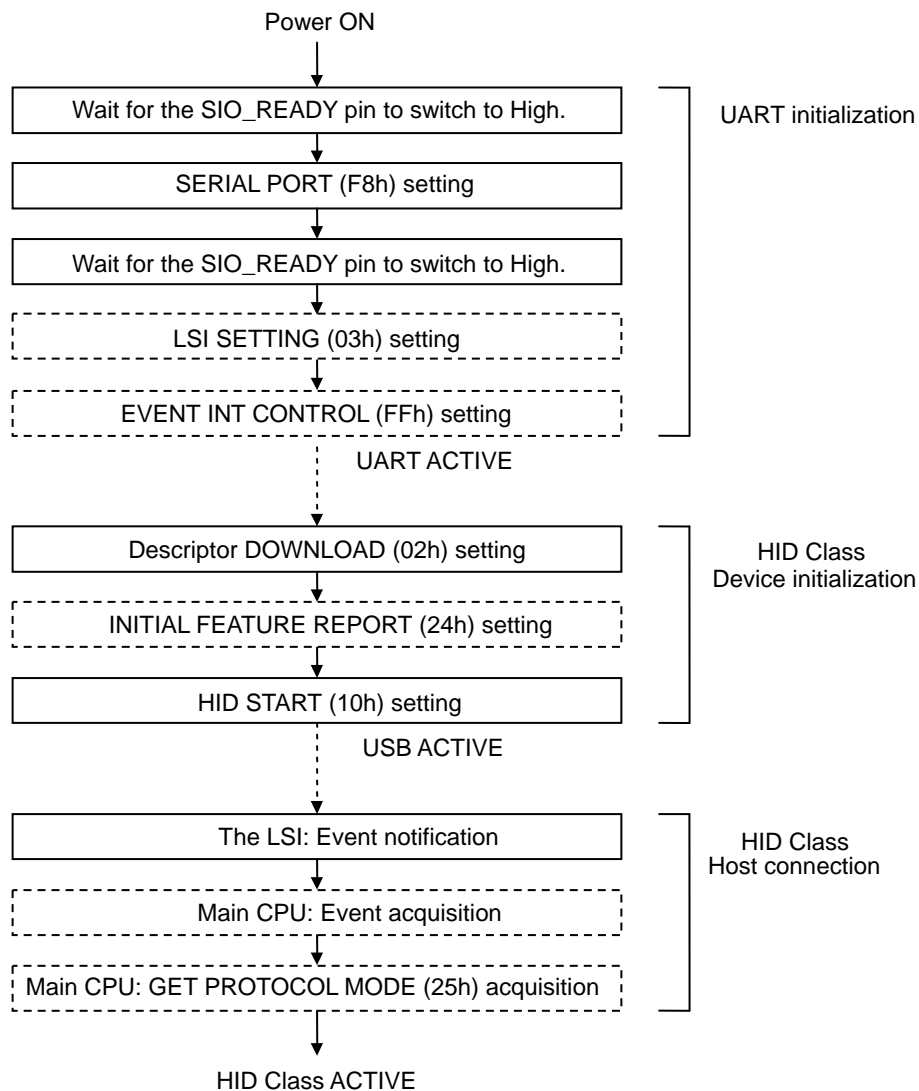 Power ON
Wait for the SIO_READY pin to switch to High.
UART initialization
SERIAL PORT (F8h) setting
Wait for the SIO_READY pin to switch to High.
LSI SETTING (03h) setting
EVENT INT CONTROL (FFh) setting
UART ACTIVE
Descriptor DOWNLOAD (02h) setting
HID Class
Device initialization
INITIAL FEATURE REPORT (24h) setting
HID START (10h) setting
USB ACTIVE
The LSI: Event notification
HID Class
Host connection
Main CPU: Event acquisition
Main CPU: GET PROTOCOL MODE (25h) acquisition
HID Class ACTIVE